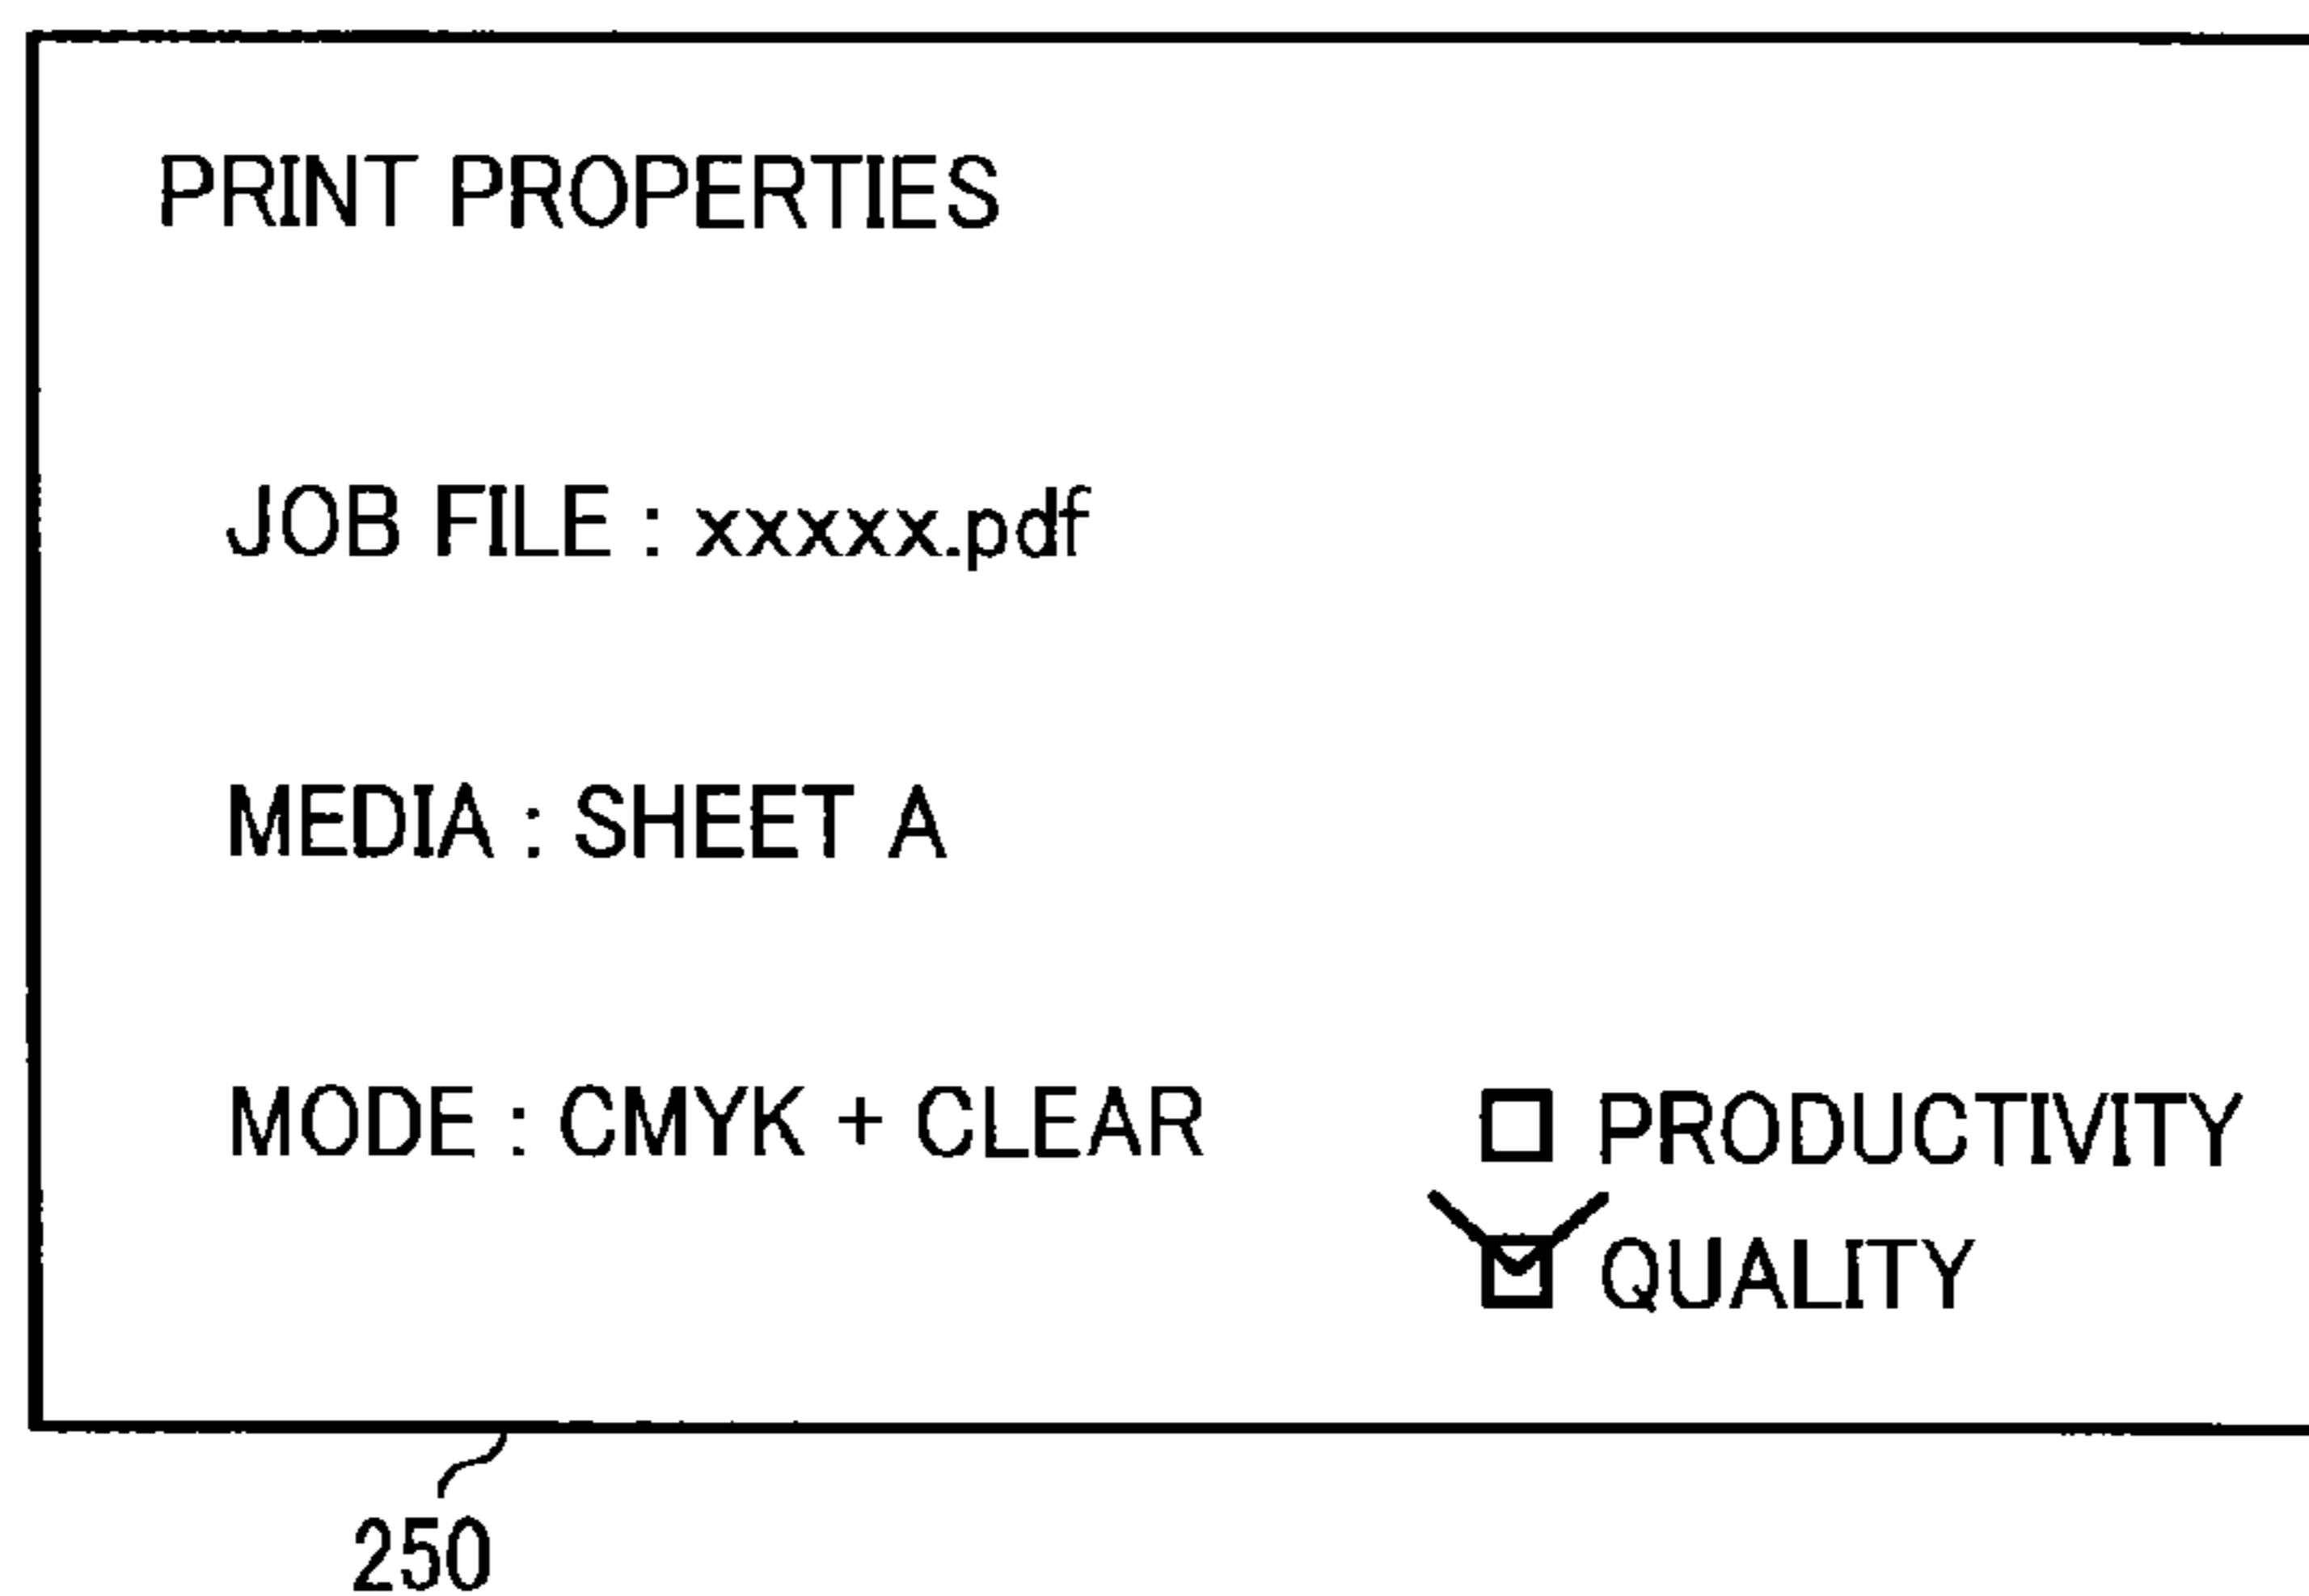 PRINT PROPERTIES
JOB FILE : xxxxx.pdf
MEDIA : SHEET A
MODE : CMYK + CLEAR
PRODUCTIVITY
QUALITY
250